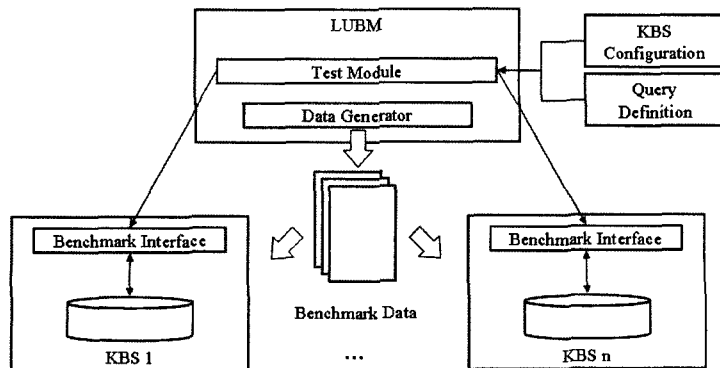 LUBM
Test Module
Data Generator
KBS
Configuration
Query
Definition
Benchmark Interface
KBS 1
Benchmark Data
...
Benchmark Interface
KBS n